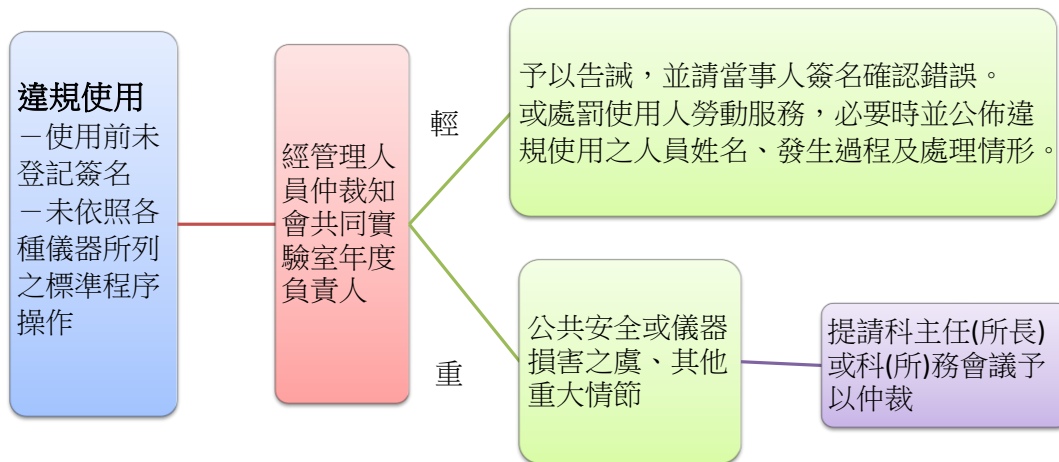 違規使用
－使用前未
登記簽名
－未依照各
種儀器所列
之標準程序
操作
經管理人
員仲裁知
會共同實
驗室年度
負責人
輕
予以告誡，並請當事人簽名確認錯誤。
或處罰使用人勞動服務，必要時並公佈違
規使用之人員姓名、發生過程及處理情形。
重
公共安全或儀器
損害之虞、其他
重大情節
提請科主任(所長)
或科(所)務會議予
以仲裁